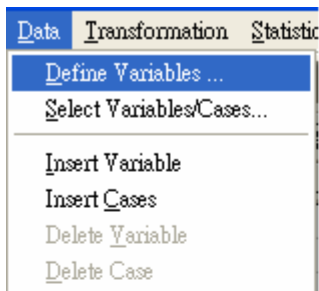 Data Transformation Statistic
Define Variables ...
Select Variables/Cases...
Insert Variable
Insert Cases
Delete Variable
Delete Case